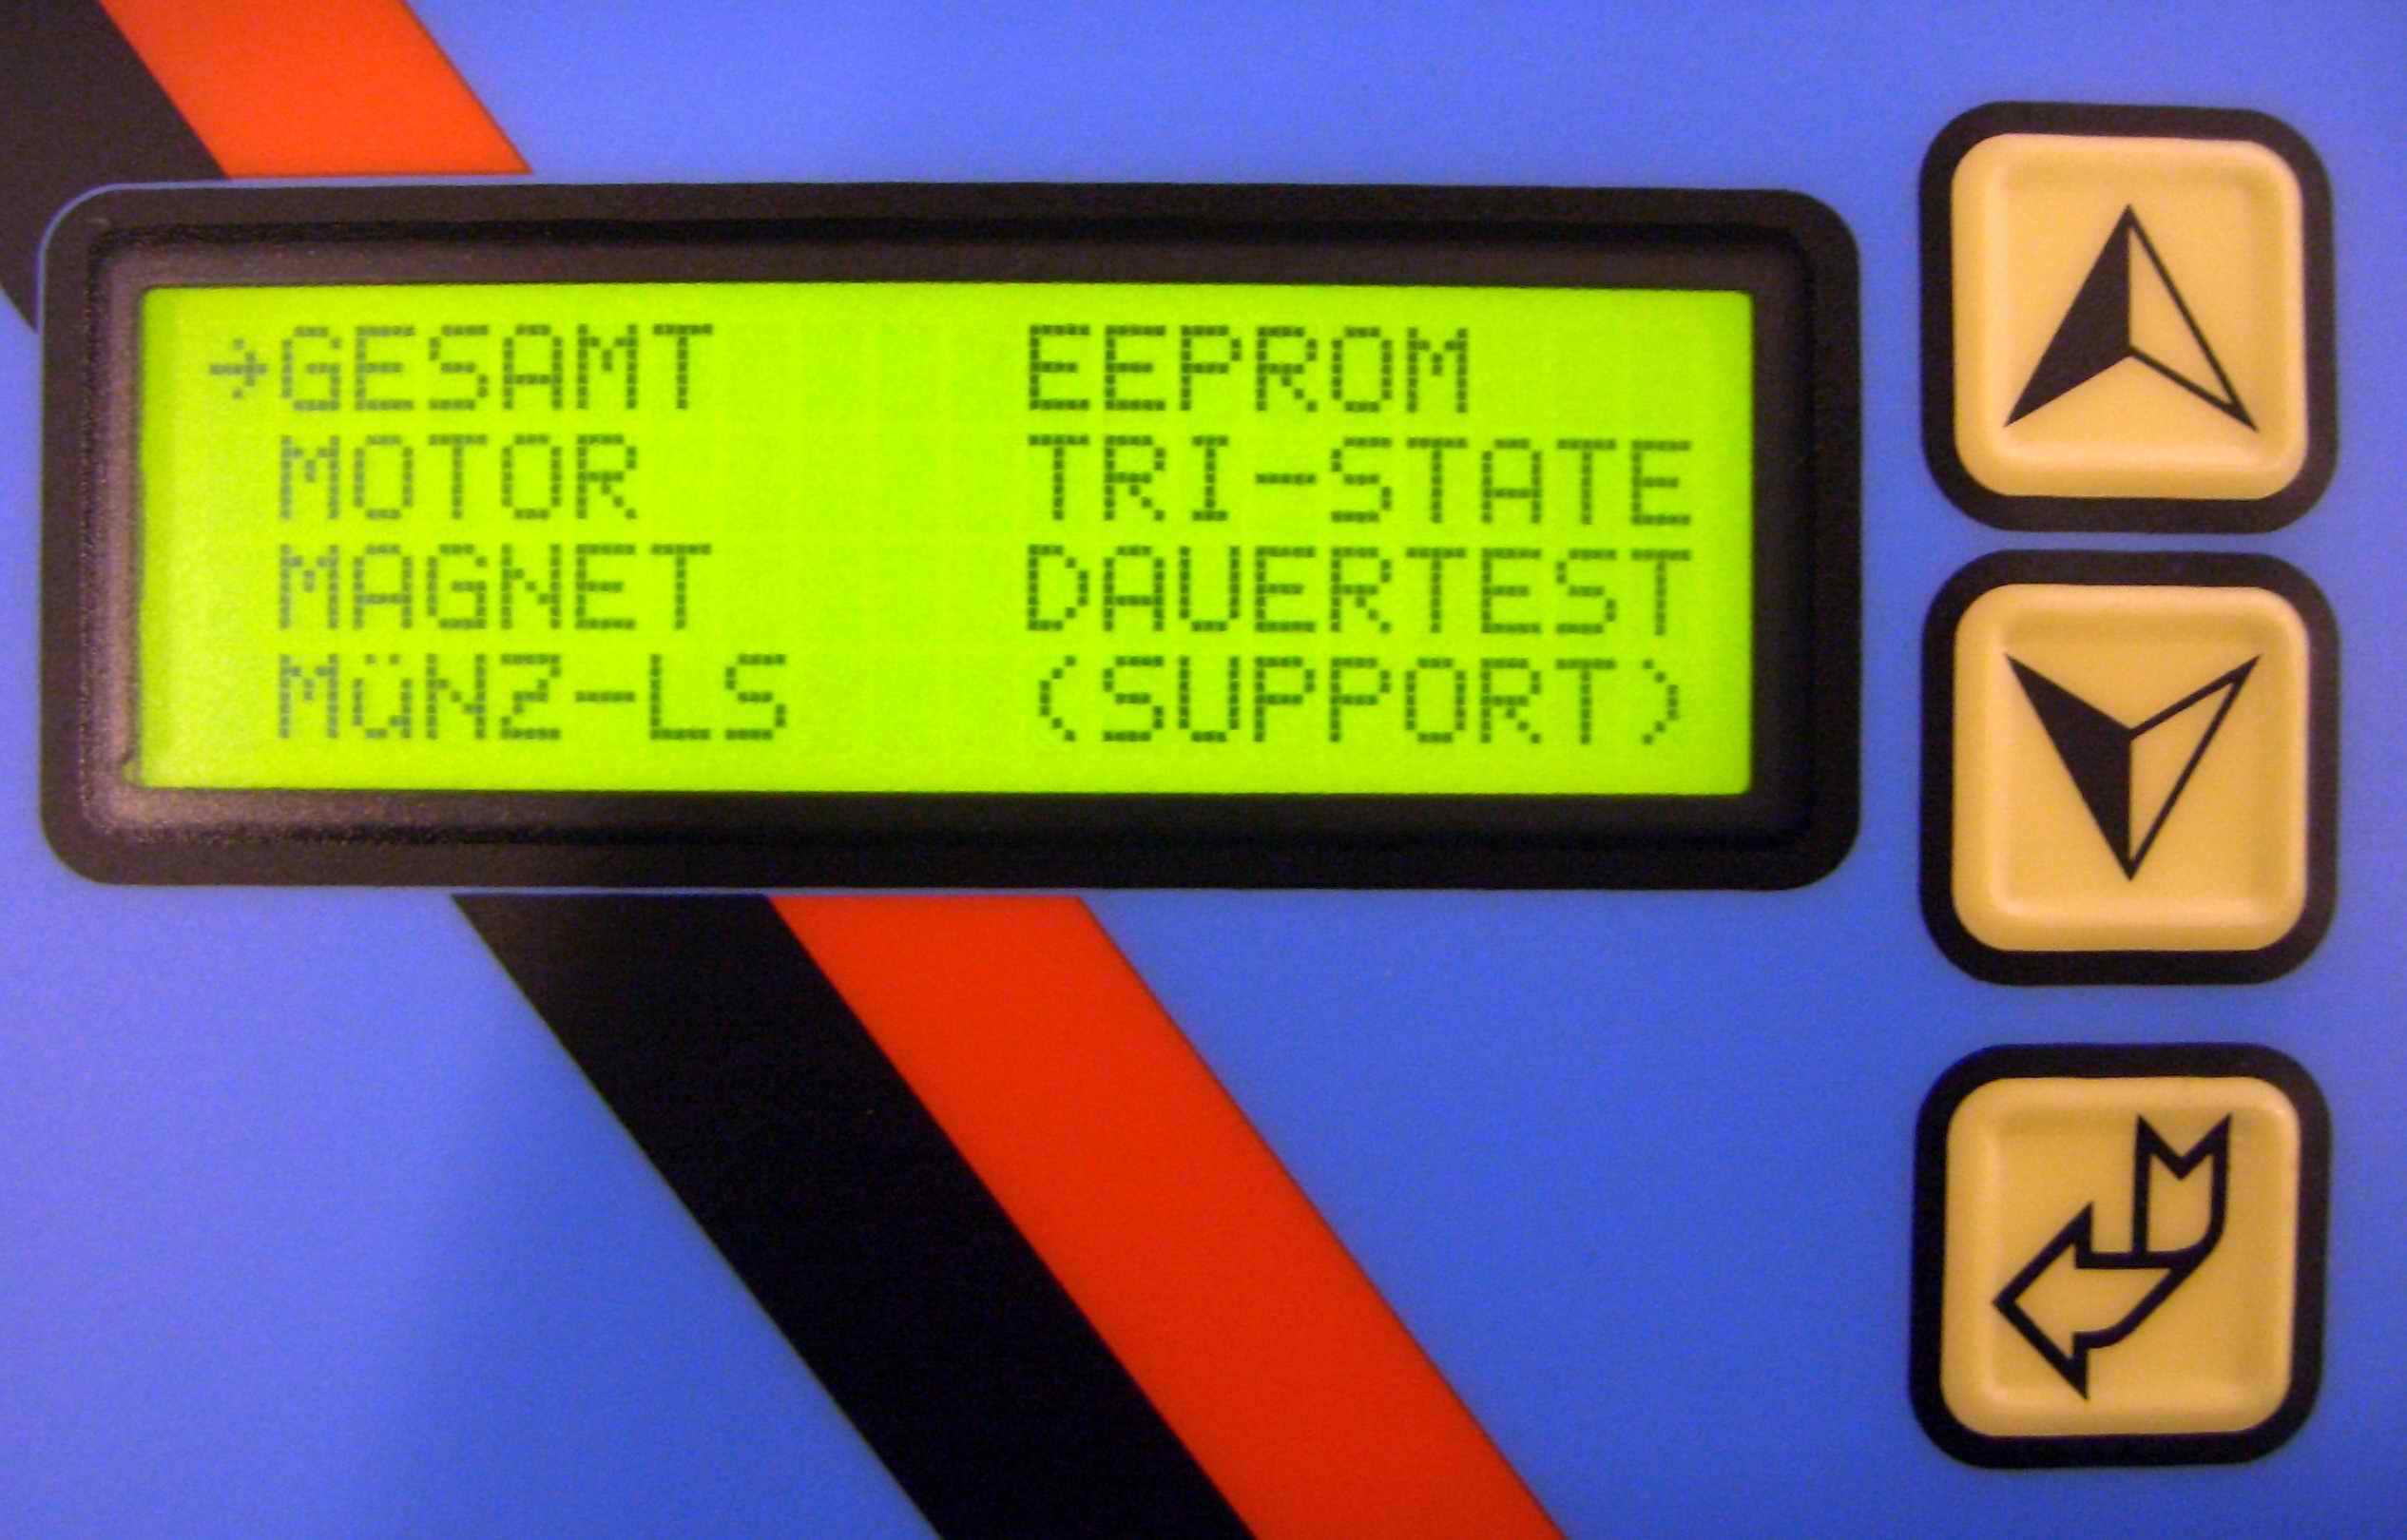 →GESAMT EEPROM
MOTOR TRI-STATE
MAGNET DAUERTEST
MüNZ-LS (SUPPORT)